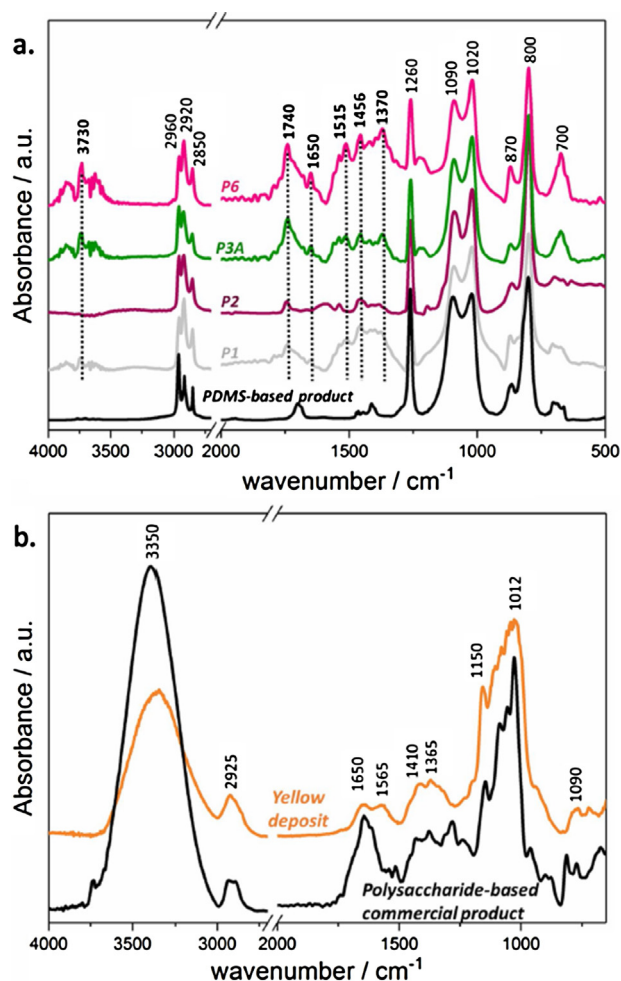 a.
Absorbance / a.u.
3730
2960
2920
2850
1740
1650
1515
1456
1370
1260
1090
1020
870
800
700
P6
P3A
P2
P1
PDMS-based product
4000 3500 3000 2 2000 1500 1000 500
wavenumber / cm-1
b.
Absorbance / a.u.
3350
2925
1650
1565
1410
1365
1150
1012
1090
Yellow
deposit
Polysaccharide-based
commercial product
4000 3500 3000 2 2000 1500 1000
wavenumber / cm-1